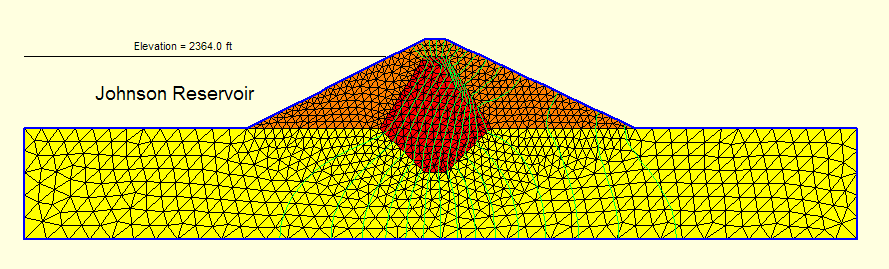 Elevation = 2364.0 ft
Johnson Reservoir